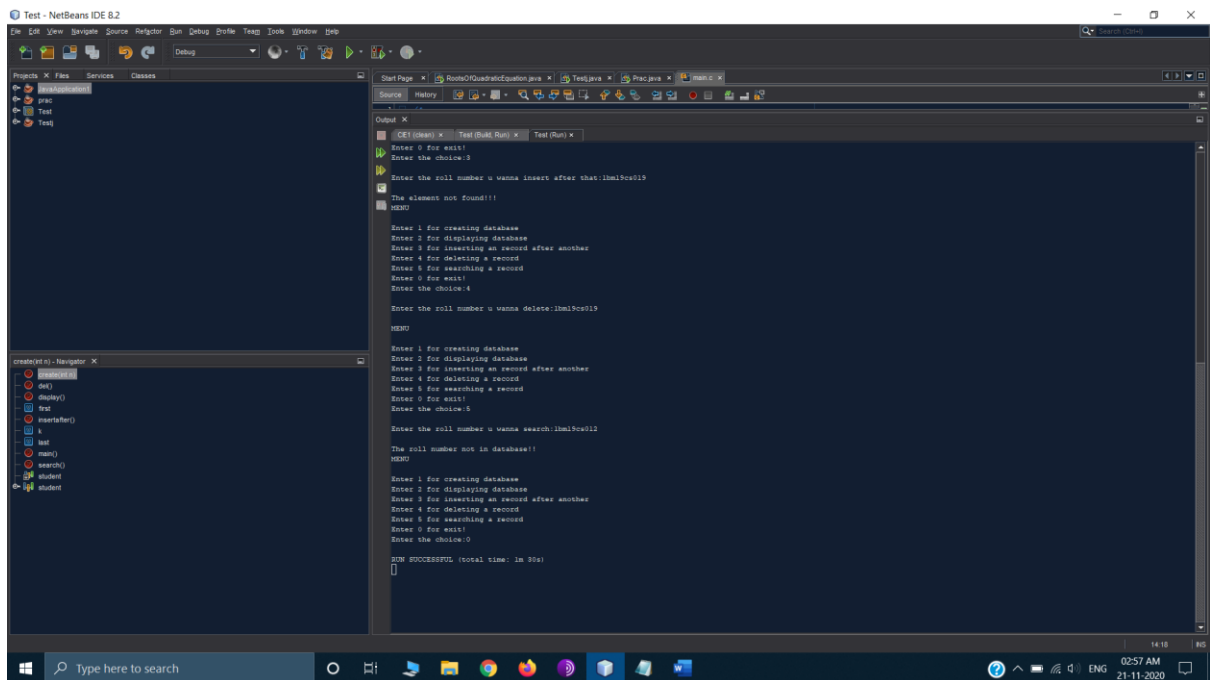 Test - NetBeans IDE 8.2
File Edit View Navigate Source Refactor Run Debug Profile Team Tools Window Help
Search (Ctrl+I)
Debug
Projects Files Services Classes
JavaApplication1
prac
Test
Testj
Start Page RootsOfQuadraticEquation.java Testj.java Prac.java main.c
Source History
Output
CE1 (clean) Test (Build, Run) Test (Run)
Enter 0 for exit!
Enter the choice:3
Enter the roll number u wanna insert after that:1bm19cs019
The element not found!!!
MENU
Enter 1 for creating database
Enter 2 for displaying database
Enter 3 for inserting an record after another
Enter 4 for deleting a record
Enter 5 for searching a record
Enter 0 for exit!
Enter the choice:4
Enter the roll number u wanna delete:1bm19cs019
MENU
Enter 1 for creating database
Enter 2 for displaying database
Enter 3 for inserting an record after another
Enter 4 for deleting a record
Enter 5 for searching a record
Enter 0 for exit!
Enter the choice:5
Enter the roll number u wanna search:1bm19cs012
The roll number not in database!!
MENU
Enter 1 for creating database
Enter 2 for displaying database
Enter 3 for inserting an record after another
Enter 4 for deleting a record
Enter 5 for searching a record
Enter 0 for exit!
Enter the choice:0
RUN SUCCESSFUL (total time: 1m 30s)
create(int n) - Navigator
create(int n)
del()
display()
first
insertafter()
k
last
main()
search()
student
student
14:18 INS
Type here to search
ENG
02:57 AM
21-11-2020